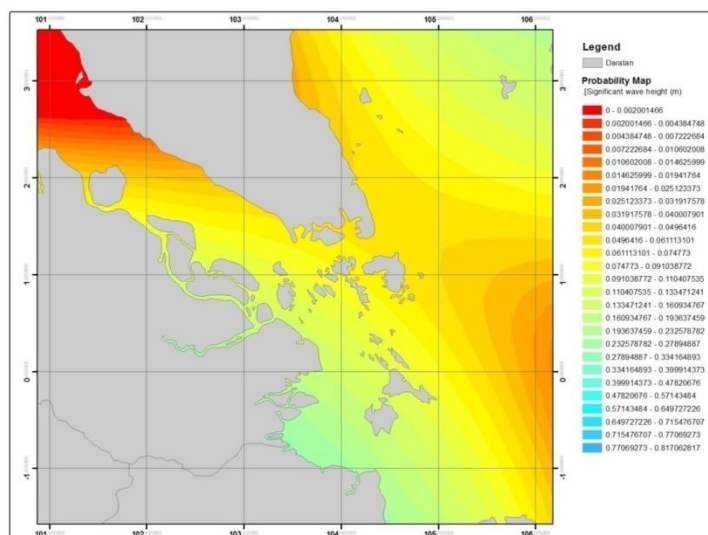 101 102 103 104 105 106
3 3
2 2
1 1
0 0
-1 -1
101 102 103 104 105 106
Legend
Daratan
Probability Map
.[Significant wave height (m)
0 - 0.002001466
0.002001466 - 0.004384748
0.004384748 - 0.007222684
0.007222684 - 0.010602008
0.010602008 - 0.014625999
0.014625999 - 0.01941764
0.01941764 - 0.025123373
0.025123373 - 0.031917578
0.031917578 - 0.040007901
0.040007901 - 0.0496416
0.0496416 - 0.061113101
0.061113101 - 0.074773
0.074773 - 0.091038772
0.091038772 - 0.110407535
0.110407535 - 0.133471241
0.133471241 - 0.160934767
0.160934767 - 0.193637459
0.193637459 - 0.232578782
0.232578782 - 0.27894887
0.27894887 - 0.334164893
0.334164893 - 0.399914373
0.399914373 - 0.47820676
0.47820676 - 0.57143484
0.57143484 - 0.649727226
0.649727226 - 0.715476707
0.715476707 - 0.77069273
0.77069273 - 0.817062817